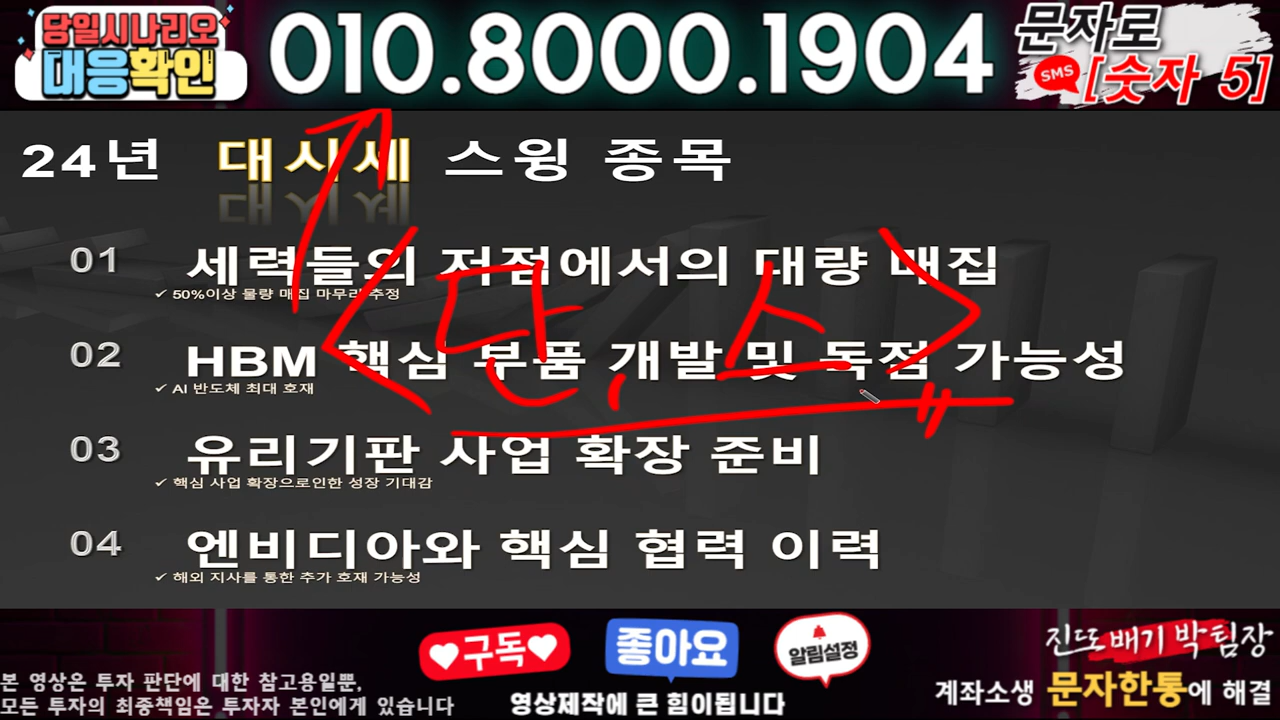 당일시나리오
대응확인
010.8000.1904
문자로
SMS [숫자 5]
24년 대시세 스윙 종목
01 세력들의 저점에서의 대량 매집
✓ 50%이상 물량 매집 마무리 추정
<단, 스>
02 HBM 핵심 부품 개발 및 독점 가능성
✓ AI 반도체 최대 호재
03 유리기판 사업 확장 준비
✓ 핵심 사업 확장으로인한 성장 기대감
04 엔비디아와 핵심 협력 이력
✓ 해외 지사를 통한 추가 호재 가능성
구독
좋아요
알림설정
영상제작에 큰 힘이됩니다
본 영상은 투자 판단에 대한 참고용일뿐,
모든 투자의 최종책임은 투자자 본인에게 있습니다
진또배기 박팀장
계좌소생 문자한통에 해결